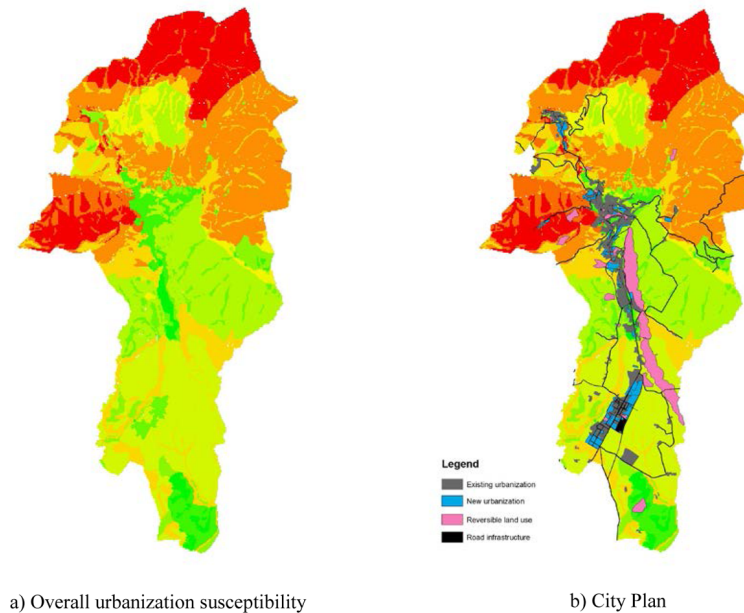 Legend
Existing urbanization
New urbanization
Reversible land use
Road infrastructure
a) Overall urbanization susceptibility
b) City Plan